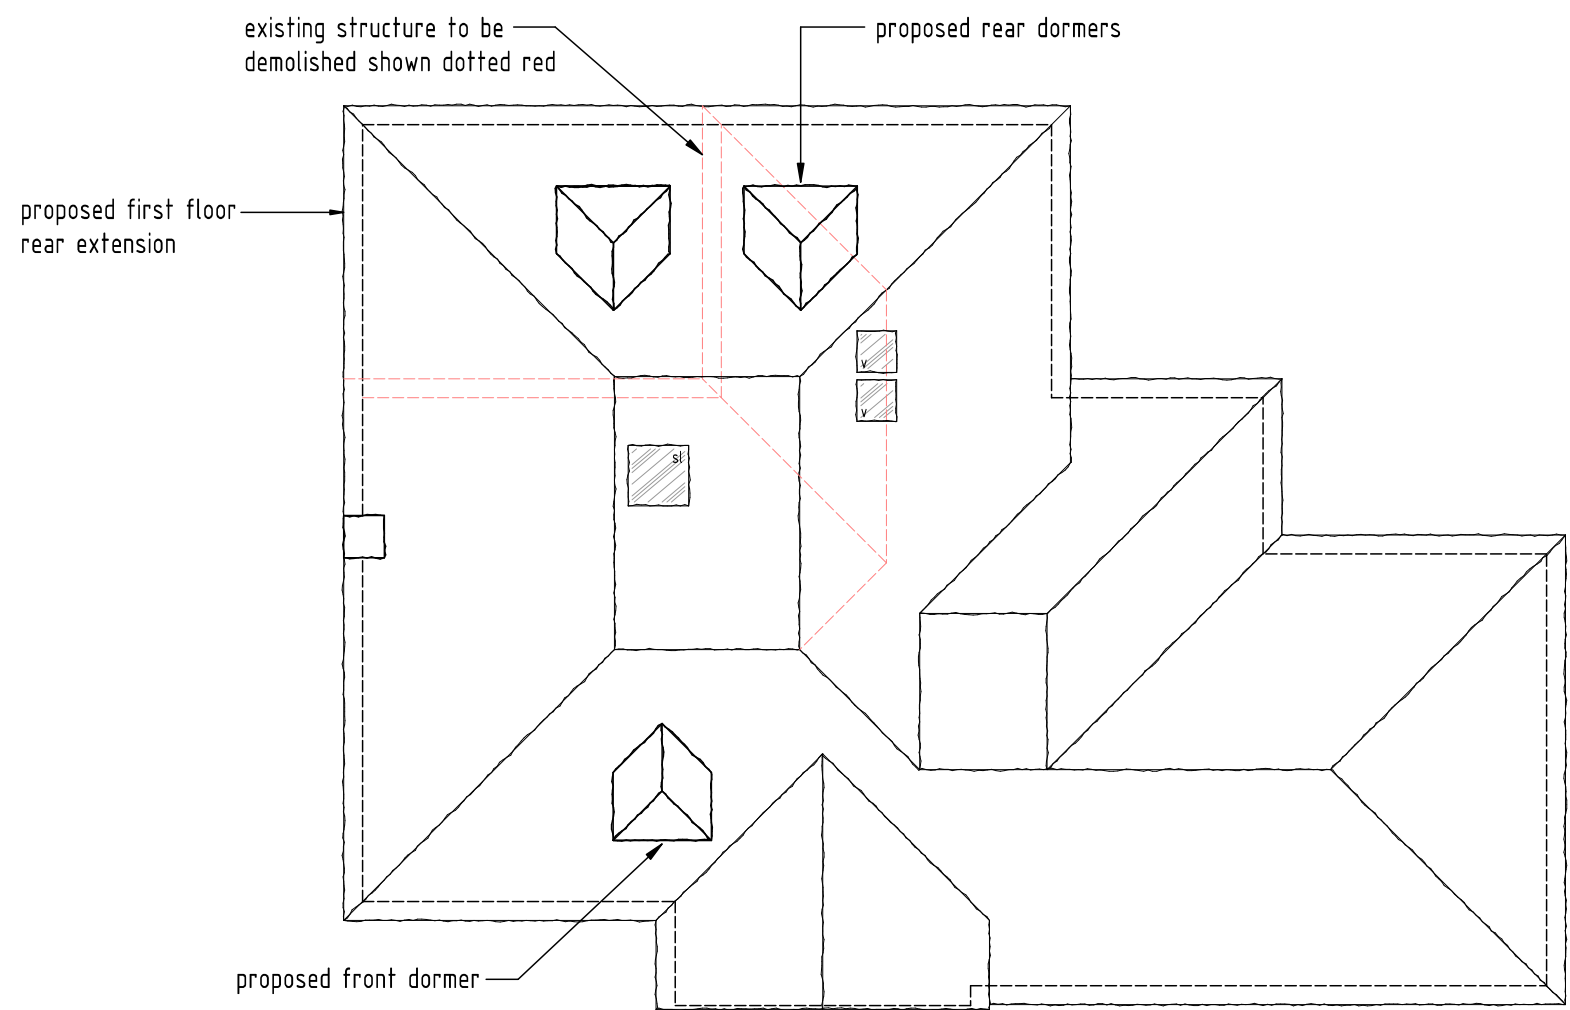 existing structure to be
demolished shown dotted red
proposed rear dormers
proposed first floor
rear extension
v
v
sl
proposed front dormer